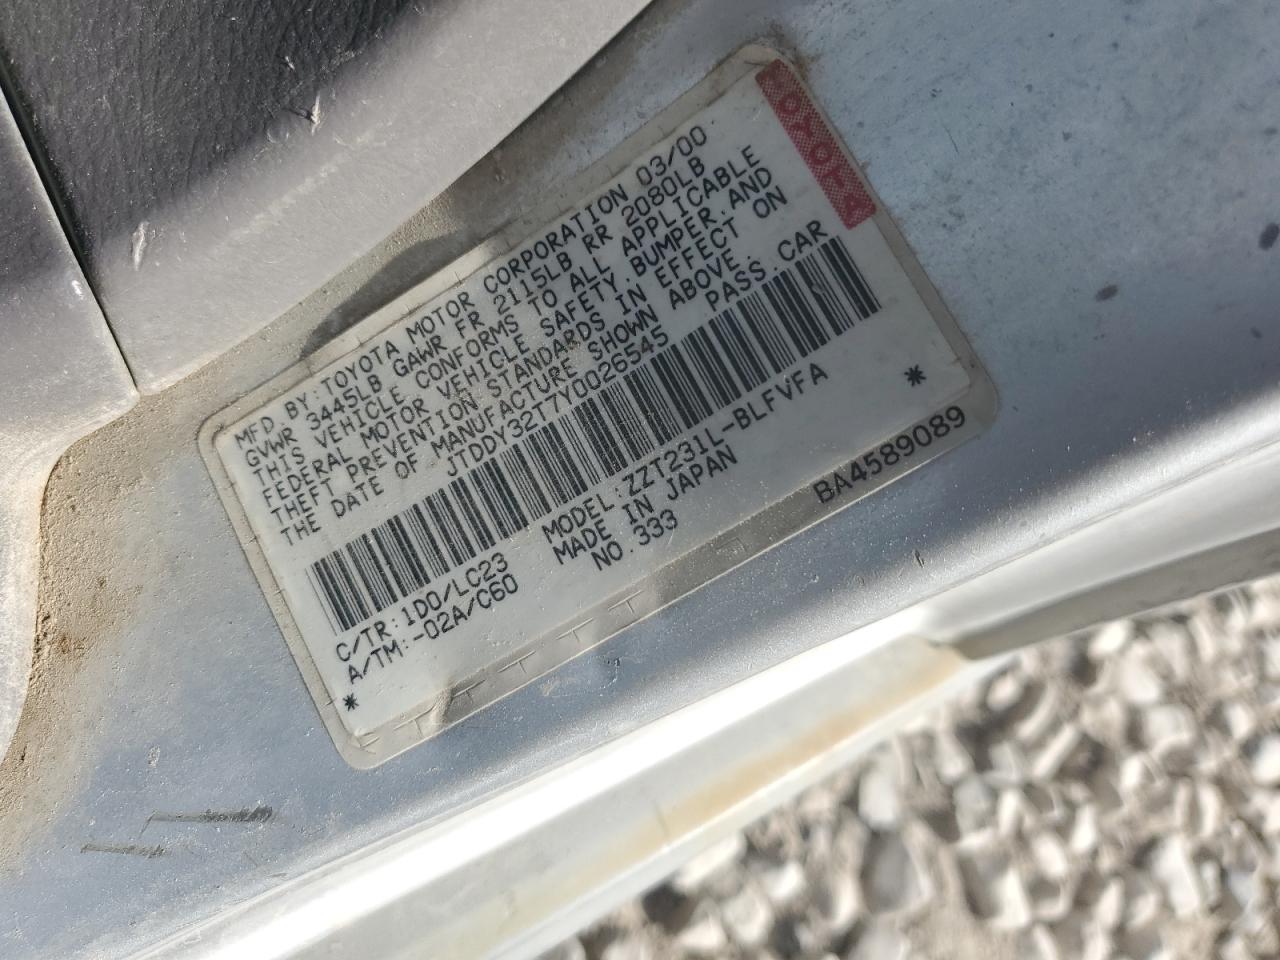 TOYOTA
MFD. BY: TOYOTA MOTOR CORPORATION 03/00
GVWR 3445LB GAWR FR 2115LB RR 2080LB
THIS VEHICLE CONFORMS TO ALL APPLICABLE
FEDERAL MOTOR VEHICLE SAFETY, BUMPER, AND
THEFT PREVENTION STANDARDS IN EFFECT ON
THE DATE OF MANUFACTURE SHOWN ABOVE.
JTDDY32T7Y0026545 PASS.CAR
C/TR:1D0/LC23 MODEL:ZZT231L-BLFVFA
A/TM:-02A/C60 MADE IN JAPAN
NO.333
* *
BA4589089